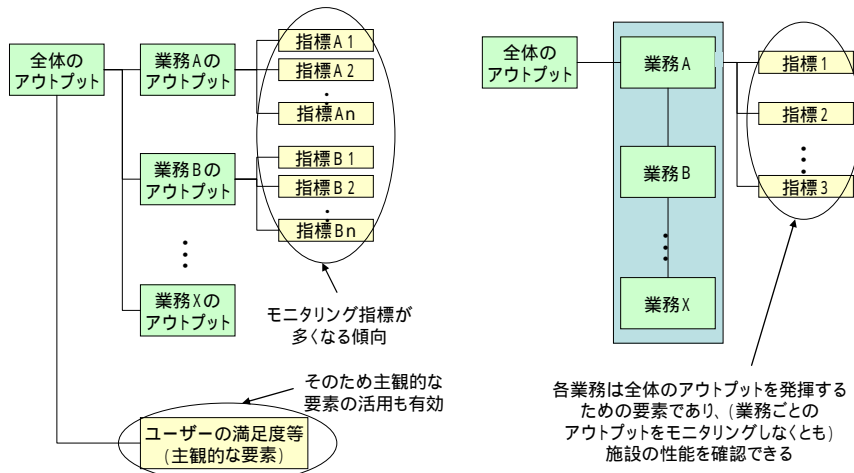 全体の
アウトプット
業務Aの
アウトプット
指標A1
指標A2
指標An
業務Bの
アウトプット
指標B1
指標B2
指標Bn
業務Xの
アウトプット
モニタリング指標が
多くなる傾向
そのため主観的な
要素の活用も有効
ユーザーの満足度等
(主観的な要素)
全体の
アウトプット
業務A
業務B
業務X
指標1
指標2
指標3
各業務は全体のアウトプットを発揮する
ための要素であり、(業務ごとの
アウトプットをモニタリングしなくとも)
施設の性能を確認できる